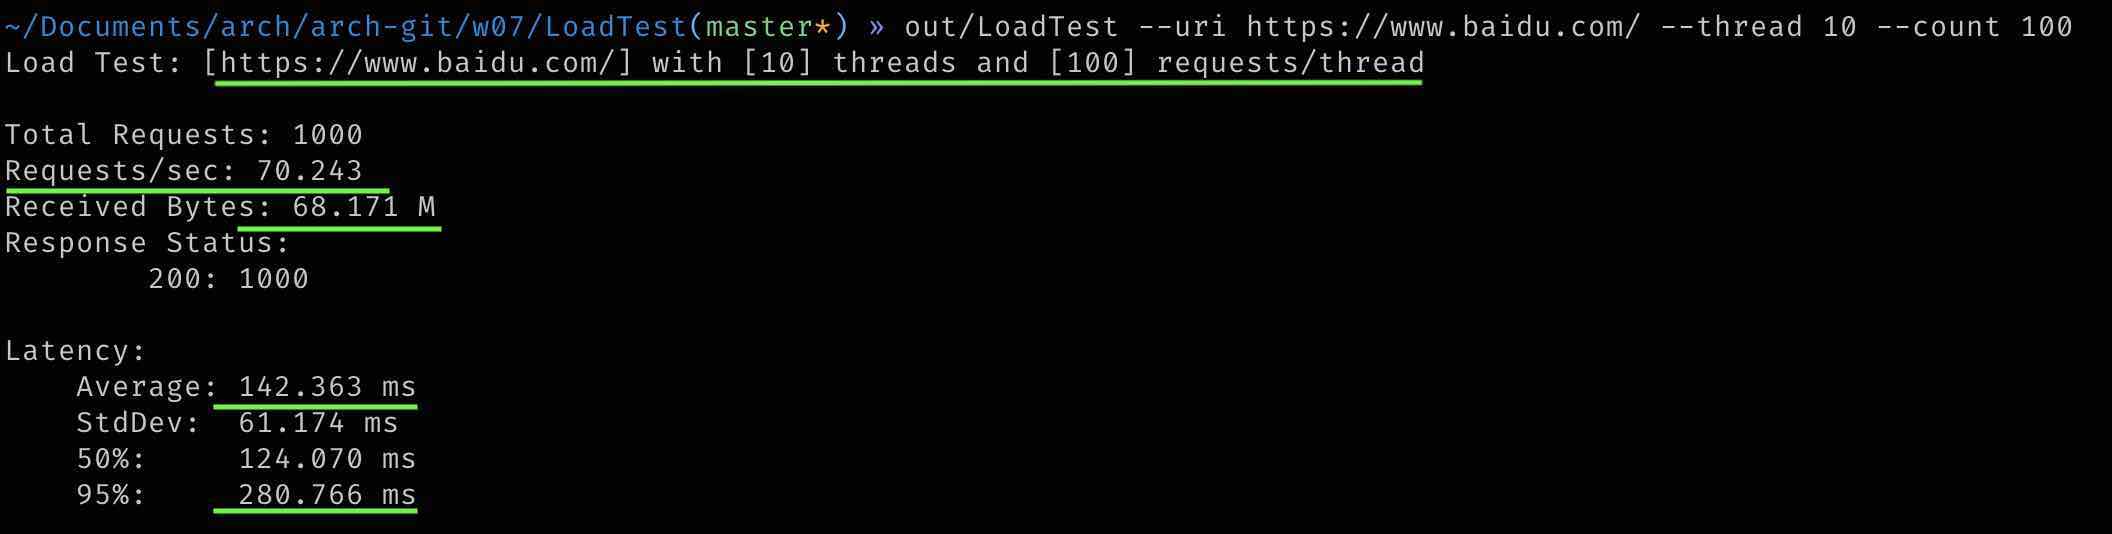 ~/Documents/arch/arch-git/w07/LoadTest(master*) » out/LoadTest --uri https://www.baidu.com/ --thread 10 --count 100
Load Test: [https://www.baidu.com/] with [10] threads and [100] requests/thread
Total Requests: 1000
Requests/sec: 70.243
Received Bytes: 68.171 M
Response Status:
200: 1000
Latency:
Average: 142.363 ms
StdDev: 61.174 ms
50%: 124.070 ms
95%: 280.766 ms